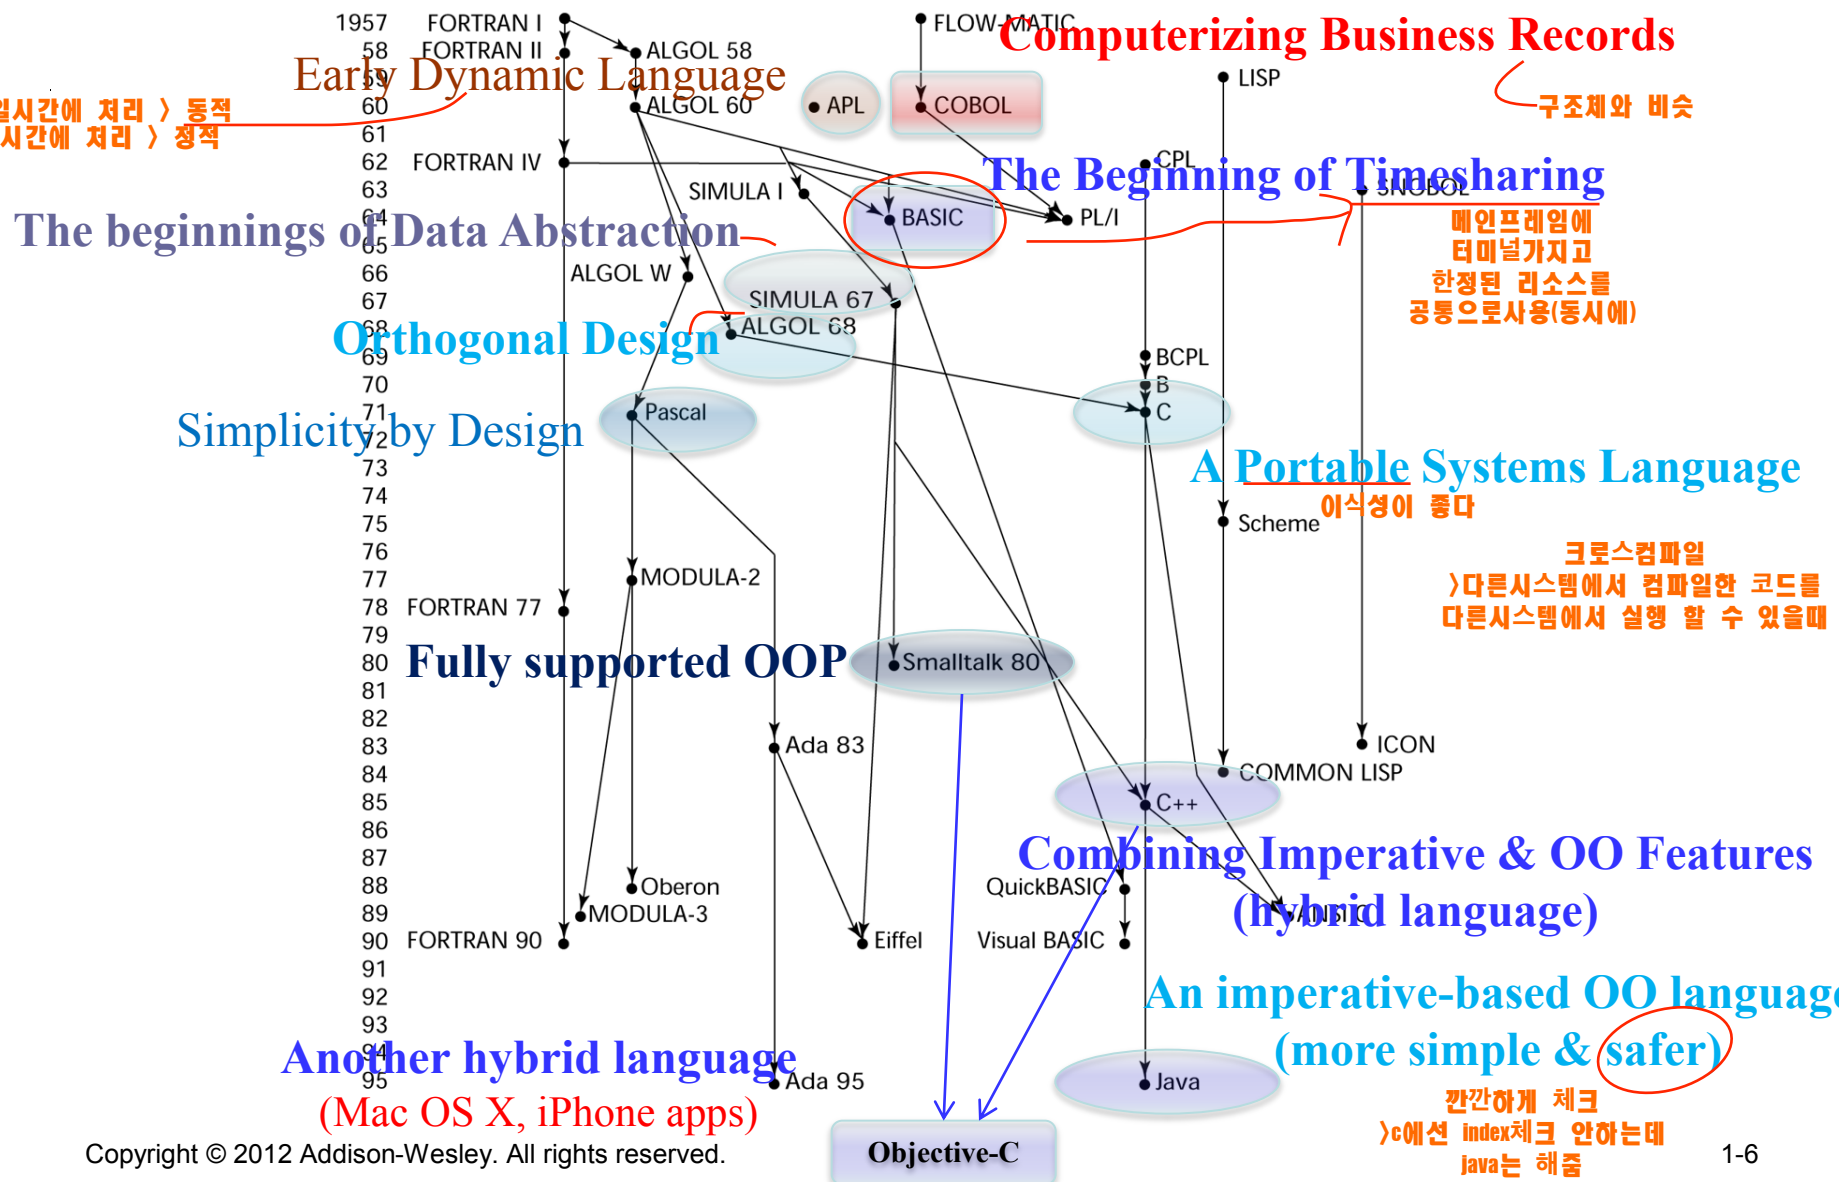 1957 FORTRAN I FLOW-MATIC
Computerizing Business Records
58 FORTRAN II ALGOL 58
Early Dynamic Language
59 LISP
60 ALGOL 60 APL COBOL
일시간에 처리 > 동적
시간에 처리 > 정적
구조체와 비슷
61
62 FORTRAN IV CPL
The Beginning of Timesharing
63 SIMULA I SNOBOL
64 BASIC PL/I
The beginnings of Data Abstraction
메인프레임에
터미널가지고
한정된 리소스를
공통으로사용(동시에)
65
66 ALGOL W
67 SIMULA 67
68 ALGOL 68
Orthogonal Design
69 BCPL
70 B
71 Pascal C
Simplicity by Design
72
73
A Portable Systems Language
이식성이 좋다
74
75 Scheme
76
크로스컴파일
>다른시스템에서 컴파일한 코드를
다른시스템에서 실행 할 수 있을때
77 MODULA-2
78 FORTRAN 77
79
80 Smalltalk 80
Fully supported OOP
81
82
83 Ada 83 ICON
84 COMMON LISP
85 C++
86
87
Combining Imperative & OO Features
(hybrid language)
88 Oberon QuickBASIC
89 MODULA-3 ANSI C
90 FORTRAN 90 Eiffel Visual BASIC
91
92
An imperative-based OO language
(more simple & safer)
93
94
Another hybrid language
(Mac OS X, iPhone apps)
95 Ada 95 Java
깐깐하게 체크
>c에선 index체크 안하는데
java는 해줌
Objective-C
Copyright © 2012 Addison-Wesley. All rights reserved.
1-6